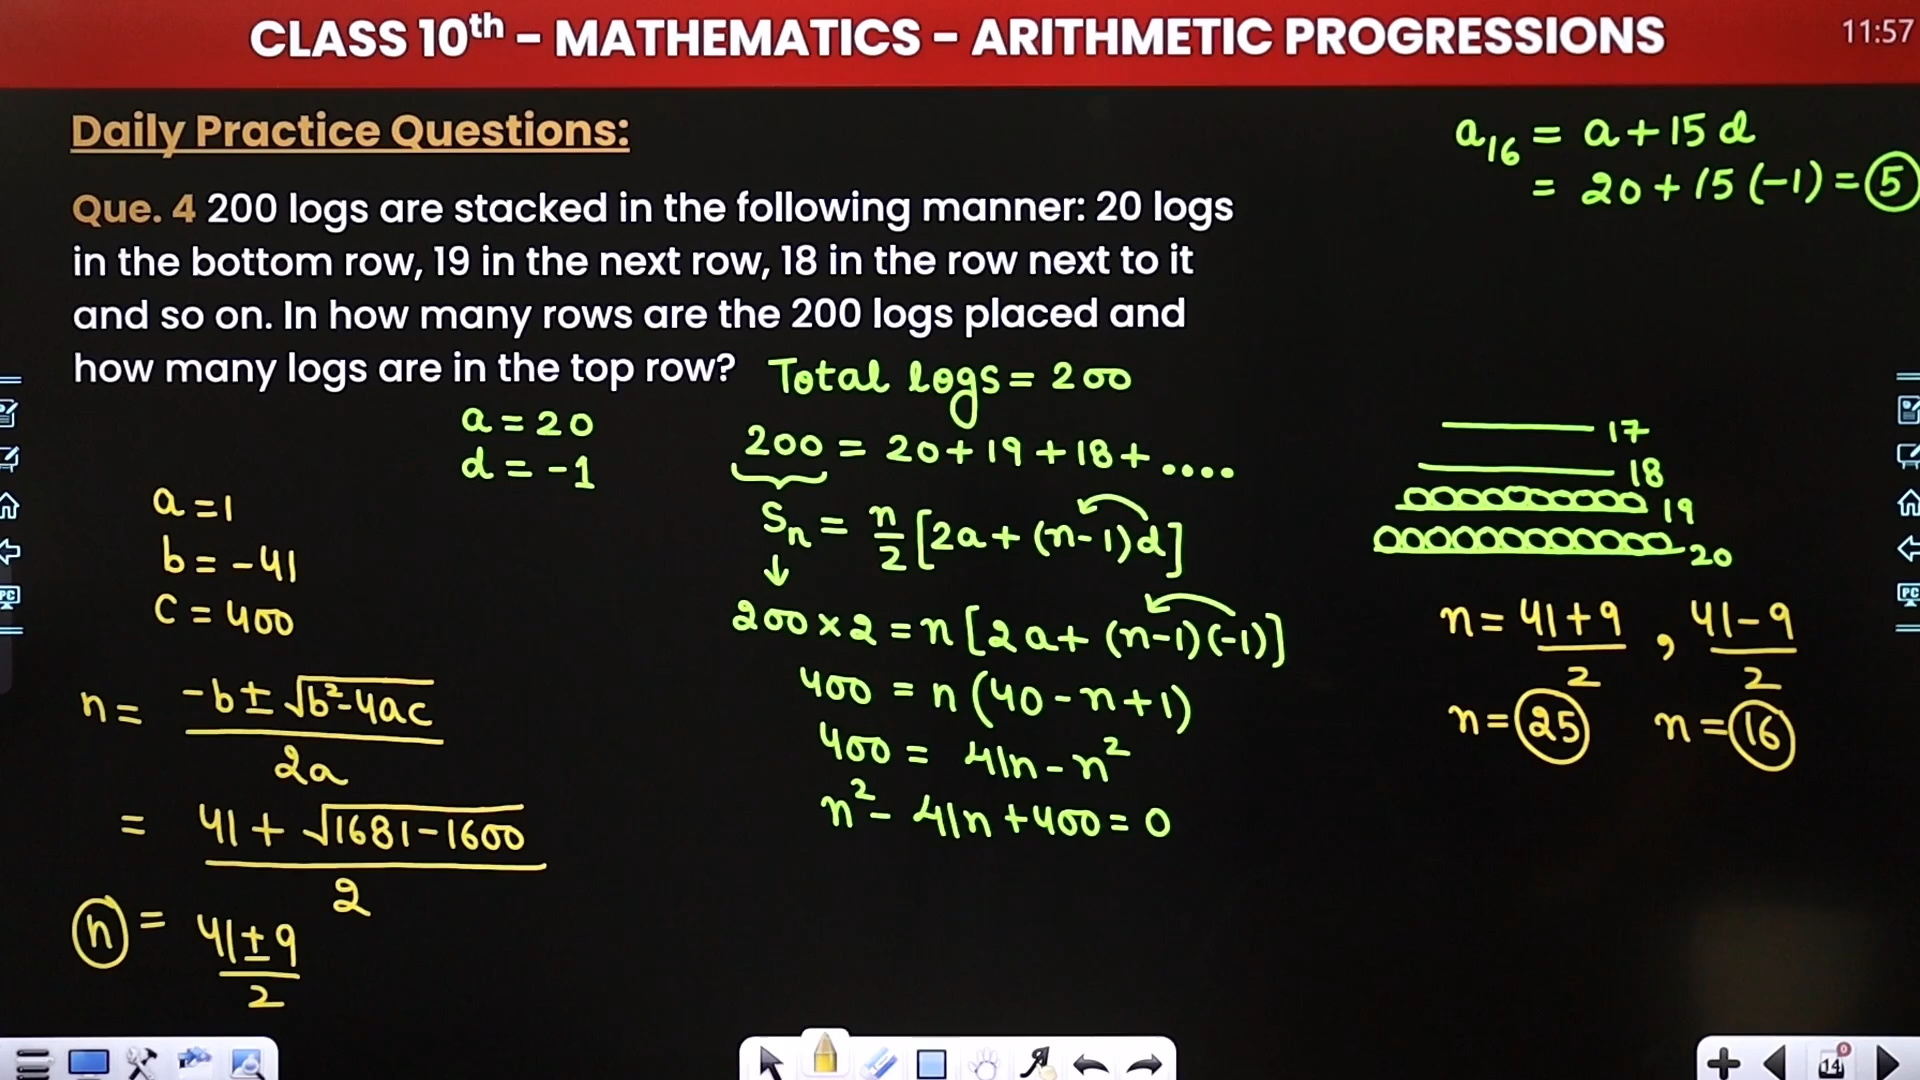 CLASS 10th - MATHEMATICS - ARITHMETIC PROGRESSIONS
11:57
Daily Practice Questions:
Que. 4 200 logs are stacked in the following manner: 20 logs
in the bottom row, 19 in the next row, 18 in the row next to it
and so on. In how many rows are the 200 logs placed and
how many logs are in the top row?
a₁₆ = a + 15d
= 20 + 15(-1) = 5
Total logs = 200
a = 20
d = -1
200 = 20 + 19 + 18 + ....
Sₙ = n/2 [2a + (n-1)d]
200 × 2 = n[2a + (n-1)(-1)]
400 = n(40 - n + 1)
400 = 41n - n²
n² - 41n + 400 = 0
a = 1
b = -41
c = 400
n = (-b ± √(b² - 4ac))/2a
= (41 + √(1681 - 1600))/2
n = (41 ± 9)/2
17
18
19
20
n = (41 + 9)/2 , (41 - 9)/2
n = 25 n = 16
PC
PC
14
0